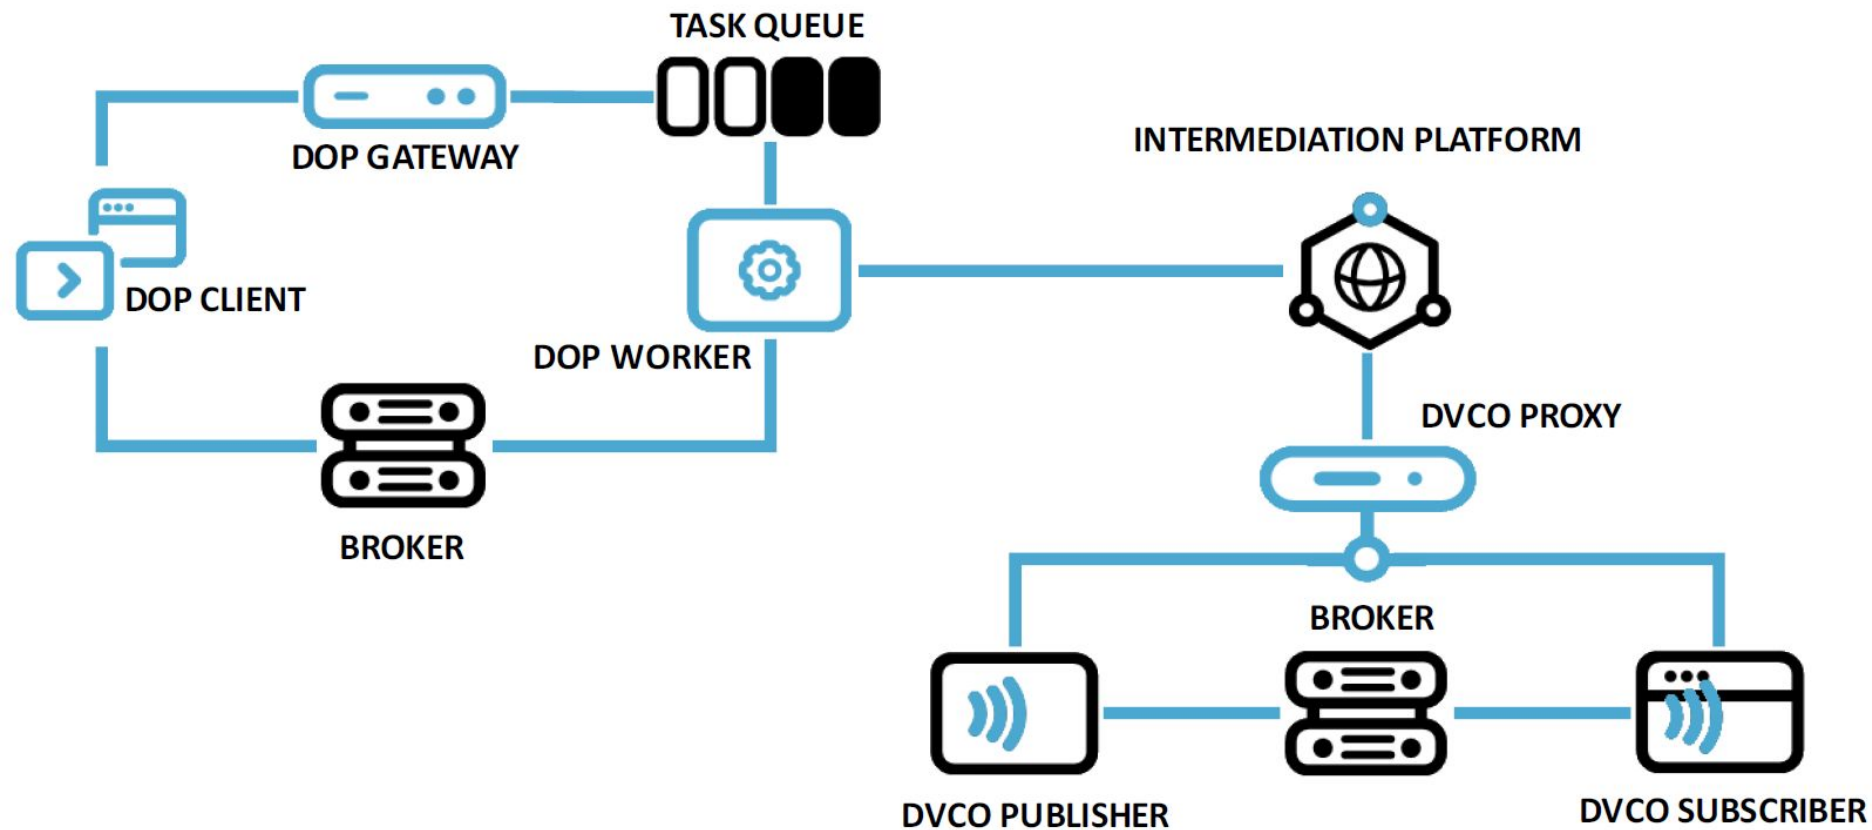 TASK QUEUE
DOP GATEWAY
INTERMEDIATION PLATFORM
DOP CLIENT
DOP WORKER
DVCO PROXY
BROKER
BROKER
DVCO PUBLISHER
DVCO SUBSCRIBER